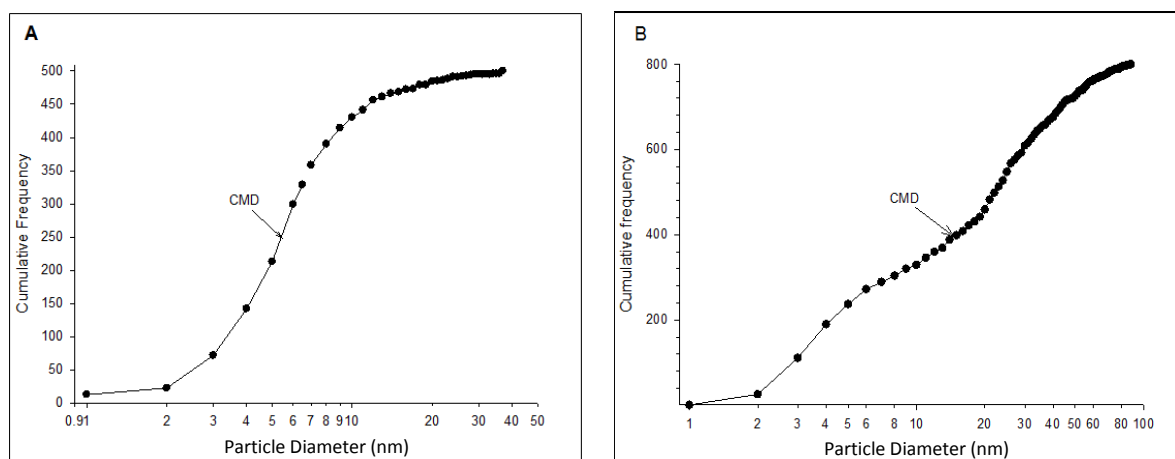 A
500
450
400
350
300
250
200
150
100
50
0
Cumulative Frequency
CMD
0.91 2 3 4 5 6 7 8 9 10 20 30 40 50
Particle Diameter (nm)
B
800
600
400
200
Cumulative frequency
CMD
1 2 3 4 5 6 8 10 20 30 40 50 60 80 100
Particle Diameter (nm)